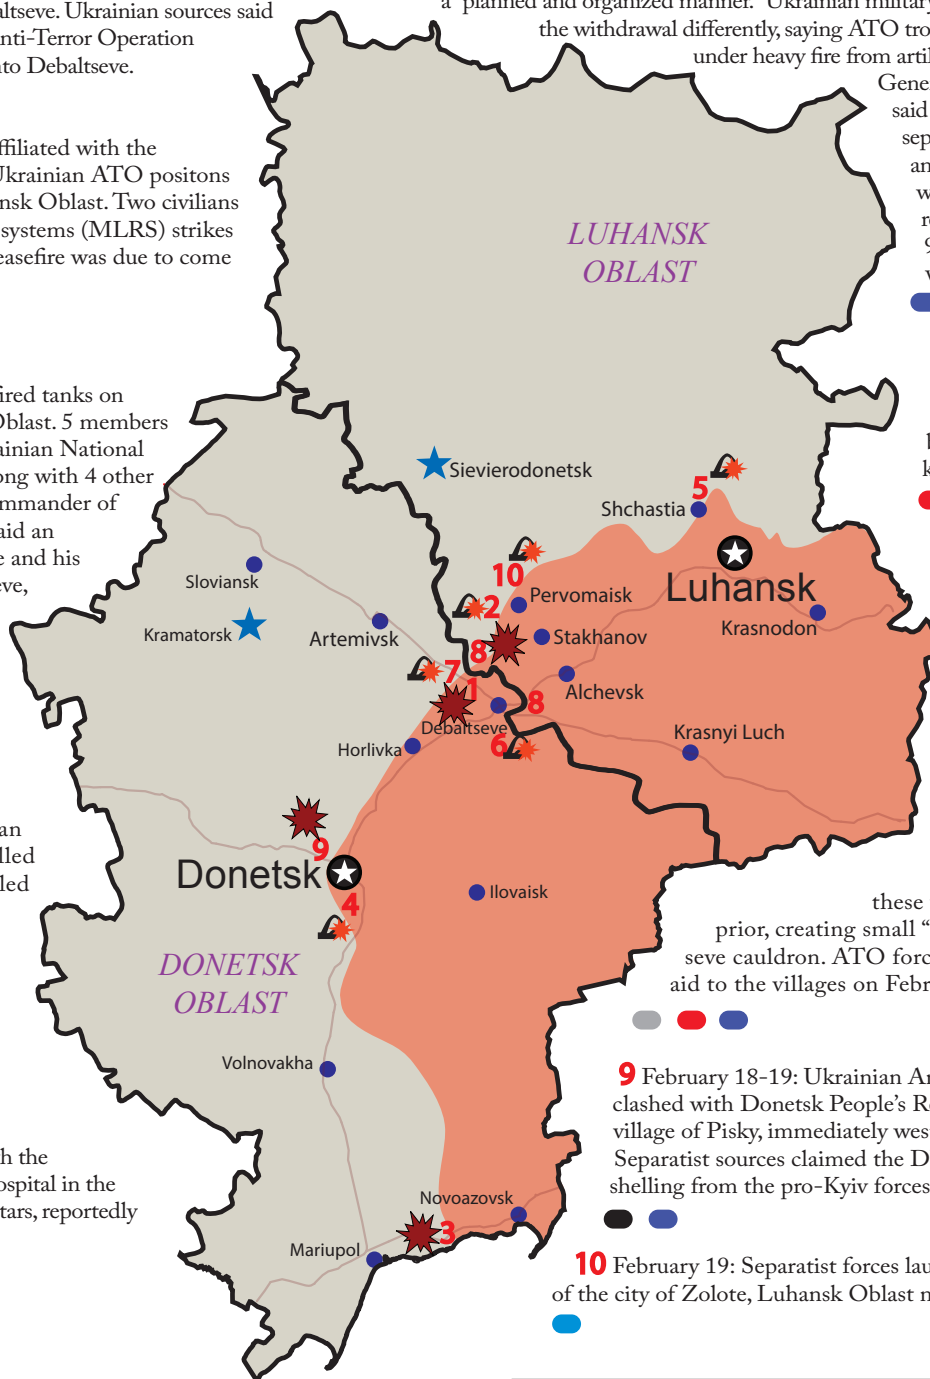 altseve. Ukrainian sources said
nti-Terror Operation
nto Debaltseve.
a "planned and organized manner." Ukrainian military
the withdrawal differently, saying ATO tro
under heavy fire from artil
Gene
said
sep
an
w
r
9
v
ffiliated with the
Ukrainian ATO positons
nsk Oblast. Two civilians
systems (MLRS) strikes
easefire was due to come
LUHANSK
OBLAST
ired tanks on
Oblast. 5 members
ainian National
ong with 4 other
ommander of
aid an
e and his
eve,
k
Sievierodonetsk
5
Shchastia
Luhansk
Krasnodon
10
Pervomaisk
2
Stakhanov
8
Sloviansk
Kramatorsk
Artemivsk
7
1
Alchevsk
8
Debaltseve
6
Horlivka
Krasnyi Luch
9
Donetsk
4
Ilovaisk
DONETSK
OBLAST
Volnovakha
Novoazovsk
3
Mariupol
an
lled
led
h the
ospital in the
tars, reportedly
these
prior, creating small "
seve cauldron. ATO forc
aid to the villages on Febr
9 February 18-19: Ukrainian Ar
clashed with Donetsk People's R
village of Pisky, immediately wes
Separatist sources claimed the D
shelling from the pro-Kyiv forces
10 February 19: Separatist forces lau
of the city of Zolote, Luhansk Oblast n